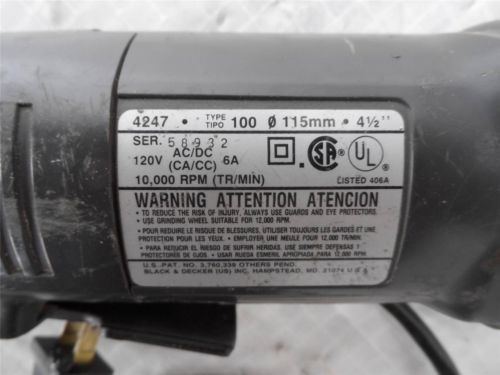 4247 • TYPE TIPO 100 Ø 115mm • 4½''
SER. 58932
120V AC/DC (CA/CC) 6A
10,000 RPM (TR/MIN)
SA UL
LISTED 406A
WARNING ATTENTION ATENCION
• TO REDUCE THE RISK OF INJURY, ALWAYS USE GUARDS AND EYE PROTECTORS.
• USE GRINDING WHEEL SUITABLE FOR 12,000 RPM.
• POUR REDUIRE LE RISQUE DE BLESSURES, UTILISER TOUJOURS LES GARDES ET UNE
PROTECTION POUR LES YEUX. • EMPLOYER UNE MEULE POUR 12,000 TR/MIN.
• PARA REDUCIR EL RIESGO DE SUFRIR HERIDAS. USE SIEMPRE DEFENSAS Y
PROTECTORES DE OJOS • USAR RUEDA ESMERIL APROPIADA PARA 12,000 RPM.
U.S. PAT. NO. 3,760,339 OTHERS PEND.
BLACK & DECKER (US) INC. HAMPSTEAD, MD. 21074 U.S.A.